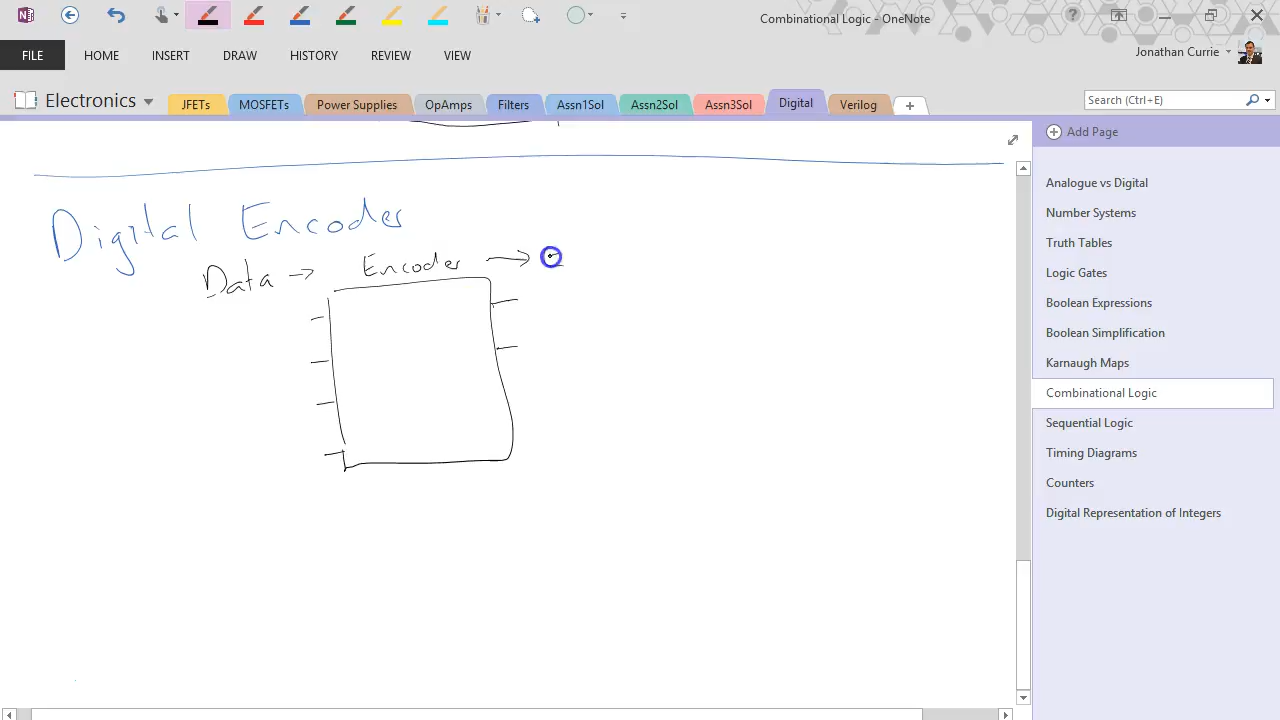 Combinational Logic - OneNote
?
Jonathan Currie
FILE HOME INSERT DRAW HISTORY REVIEW VIEW
Electronics
JFETs MOSFETs Power Supplies OpAmps Filters Assn1Sol Assn2Sol Assn3Sol Digital Verilog +
Search (Ctrl+E)
Add Page
Analogue vs Digital
Number Systems
Truth Tables
Logic Gates
Boolean Expressions
Boolean Simplification
Karnaugh Maps
Combinational Logic
Sequential Logic
Timing Diagrams
Counters
Digital Representation of Integers
Digital Encoder
Data → Encoder →